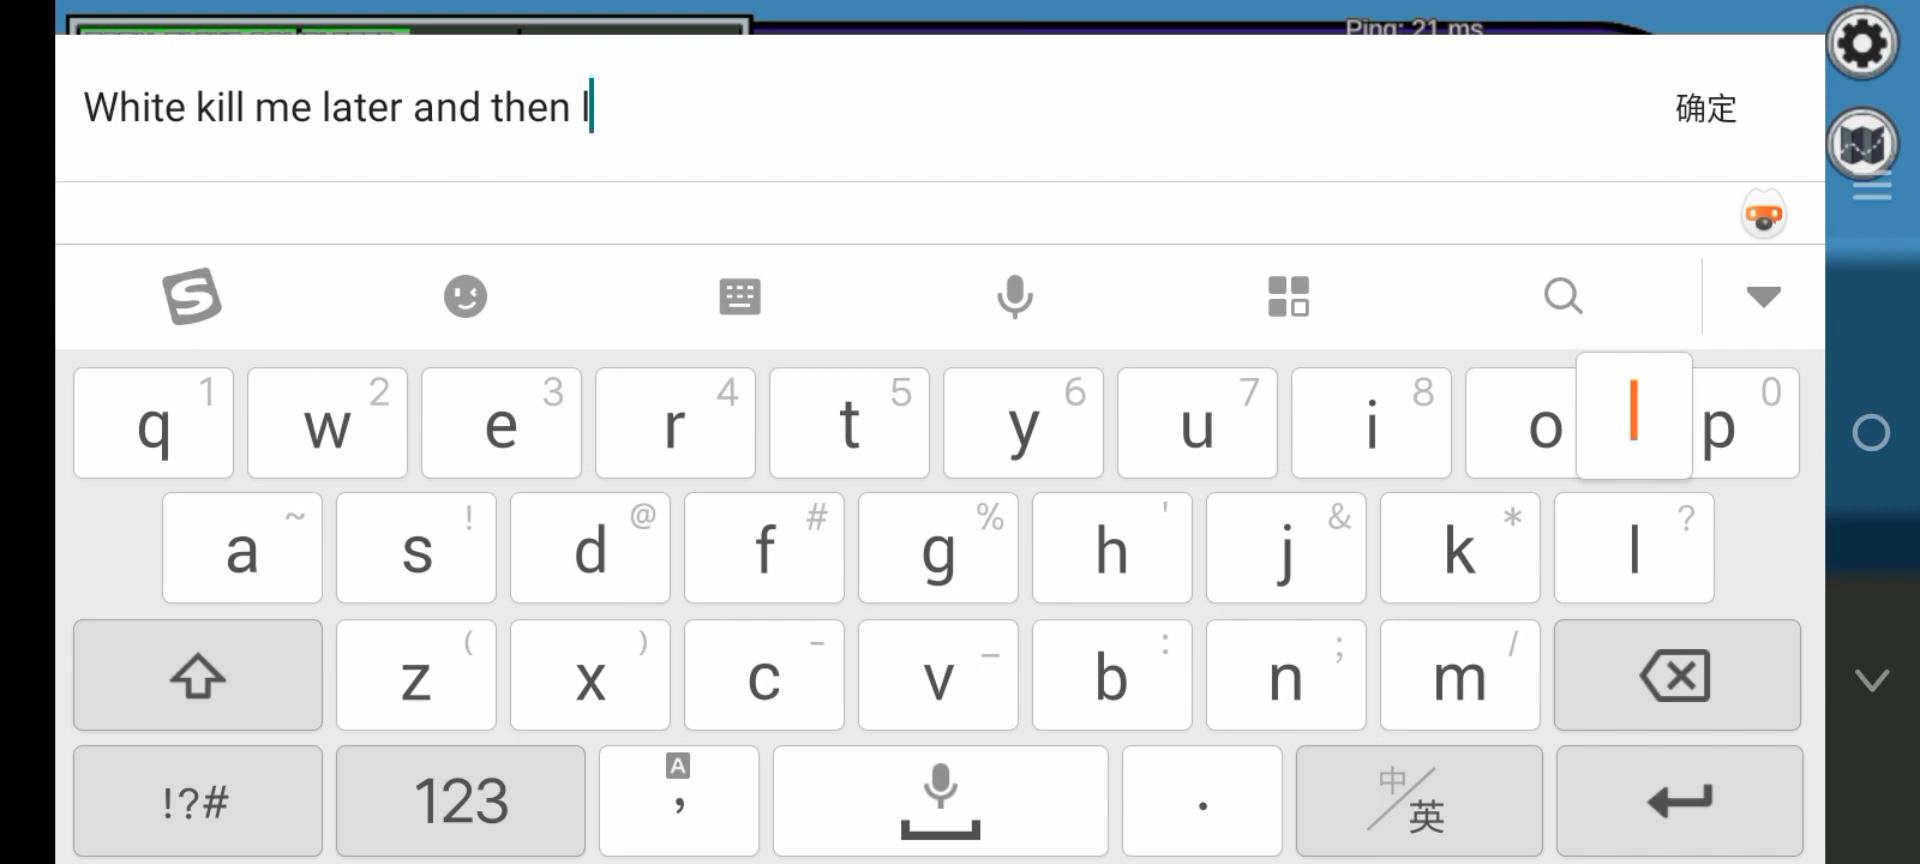 Ping: 21 ms
White kill me later and then l
确定
1 2 3 4 5 6 7 8 0
q w e r t y u i o l p
~ ! @ # % ' & * ?
a s d f g h j k l
( ) - _ : ; /
z x c v b n m
A
!?# 123 , . 中/英